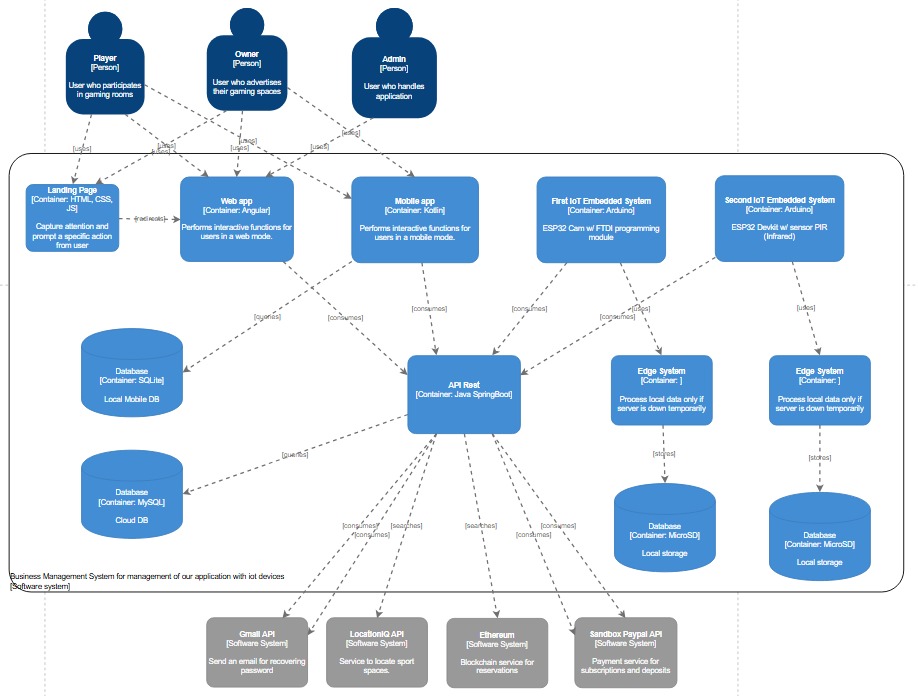 Player
[Person]
User who participates
in gaming rooms
Owner
[Person]
User who advertises
their gaming spaces
Admin
[Person]
User who handles
application
[uses]
[uses]
[uses]
[uses]
[uses]
[uses]
[uses]
Landing Page
[Container: HTML, CSS,
JS]
Capture attention and
prompt a specific action
from user
[redirects]
Web app
[Container: Angular]
Performs interactive functions for
users in a web mode.
Mobile app
[Container: Kotlin]
Performs interactive functions for
users in a mobile mode.
First IoT Embedded System
[Container: Arduino]
ESP32 Cam w/ FTDI programming
module
Second IoT Embedded System
[Container: Arduino]
ESP32 Devkit w/ sensor PIR
(Infrared)
[queries]
[consumes]
[consumes]
[consumes]
[uses]
[consumes]
[uses]
Database
[Container: SQLite]
Local Mobile DB
API Rest
[Container: Java SpringBoot]
Edge System
[Container: ]
Process local data only if
server is down temporarily
Edge System
[Container: ]
Process local data only if
server is down temporarily
[queries]
[stores]
[stores]
Database
[Container: MySQL]
Cloud DB
Database
[Container: MicroSD]
Local storage
Database
[Container: MicroSD]
Local storage
[consumes]
[consumes]
[searches]
[searches]
[consumes]
[consumes]
Business Management System for management of our application with iot devices
[Software system]
Gmail API
[Software System]
Send an email for recovering
password
LocationIQ API
[Software System]
Service to locate sport
spaces.
Ethereum
[Software System]
Blockchain service for
reservations
Sandbox Paypal API
[Software System]
Payment service for
subscriptions and deposits